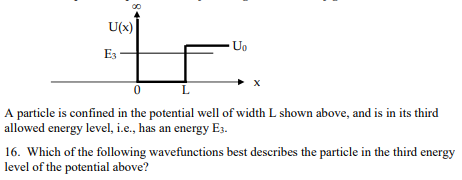 ∞
U(x)
U₀
E₃
x
0 L
A particle is confined in the potential well of width L shown above, and is in its third
allowed energy level, i.e., has an energy E₃.
16. Which of the following wavefunctions best describes the particle in the third energy
level of the potential above?